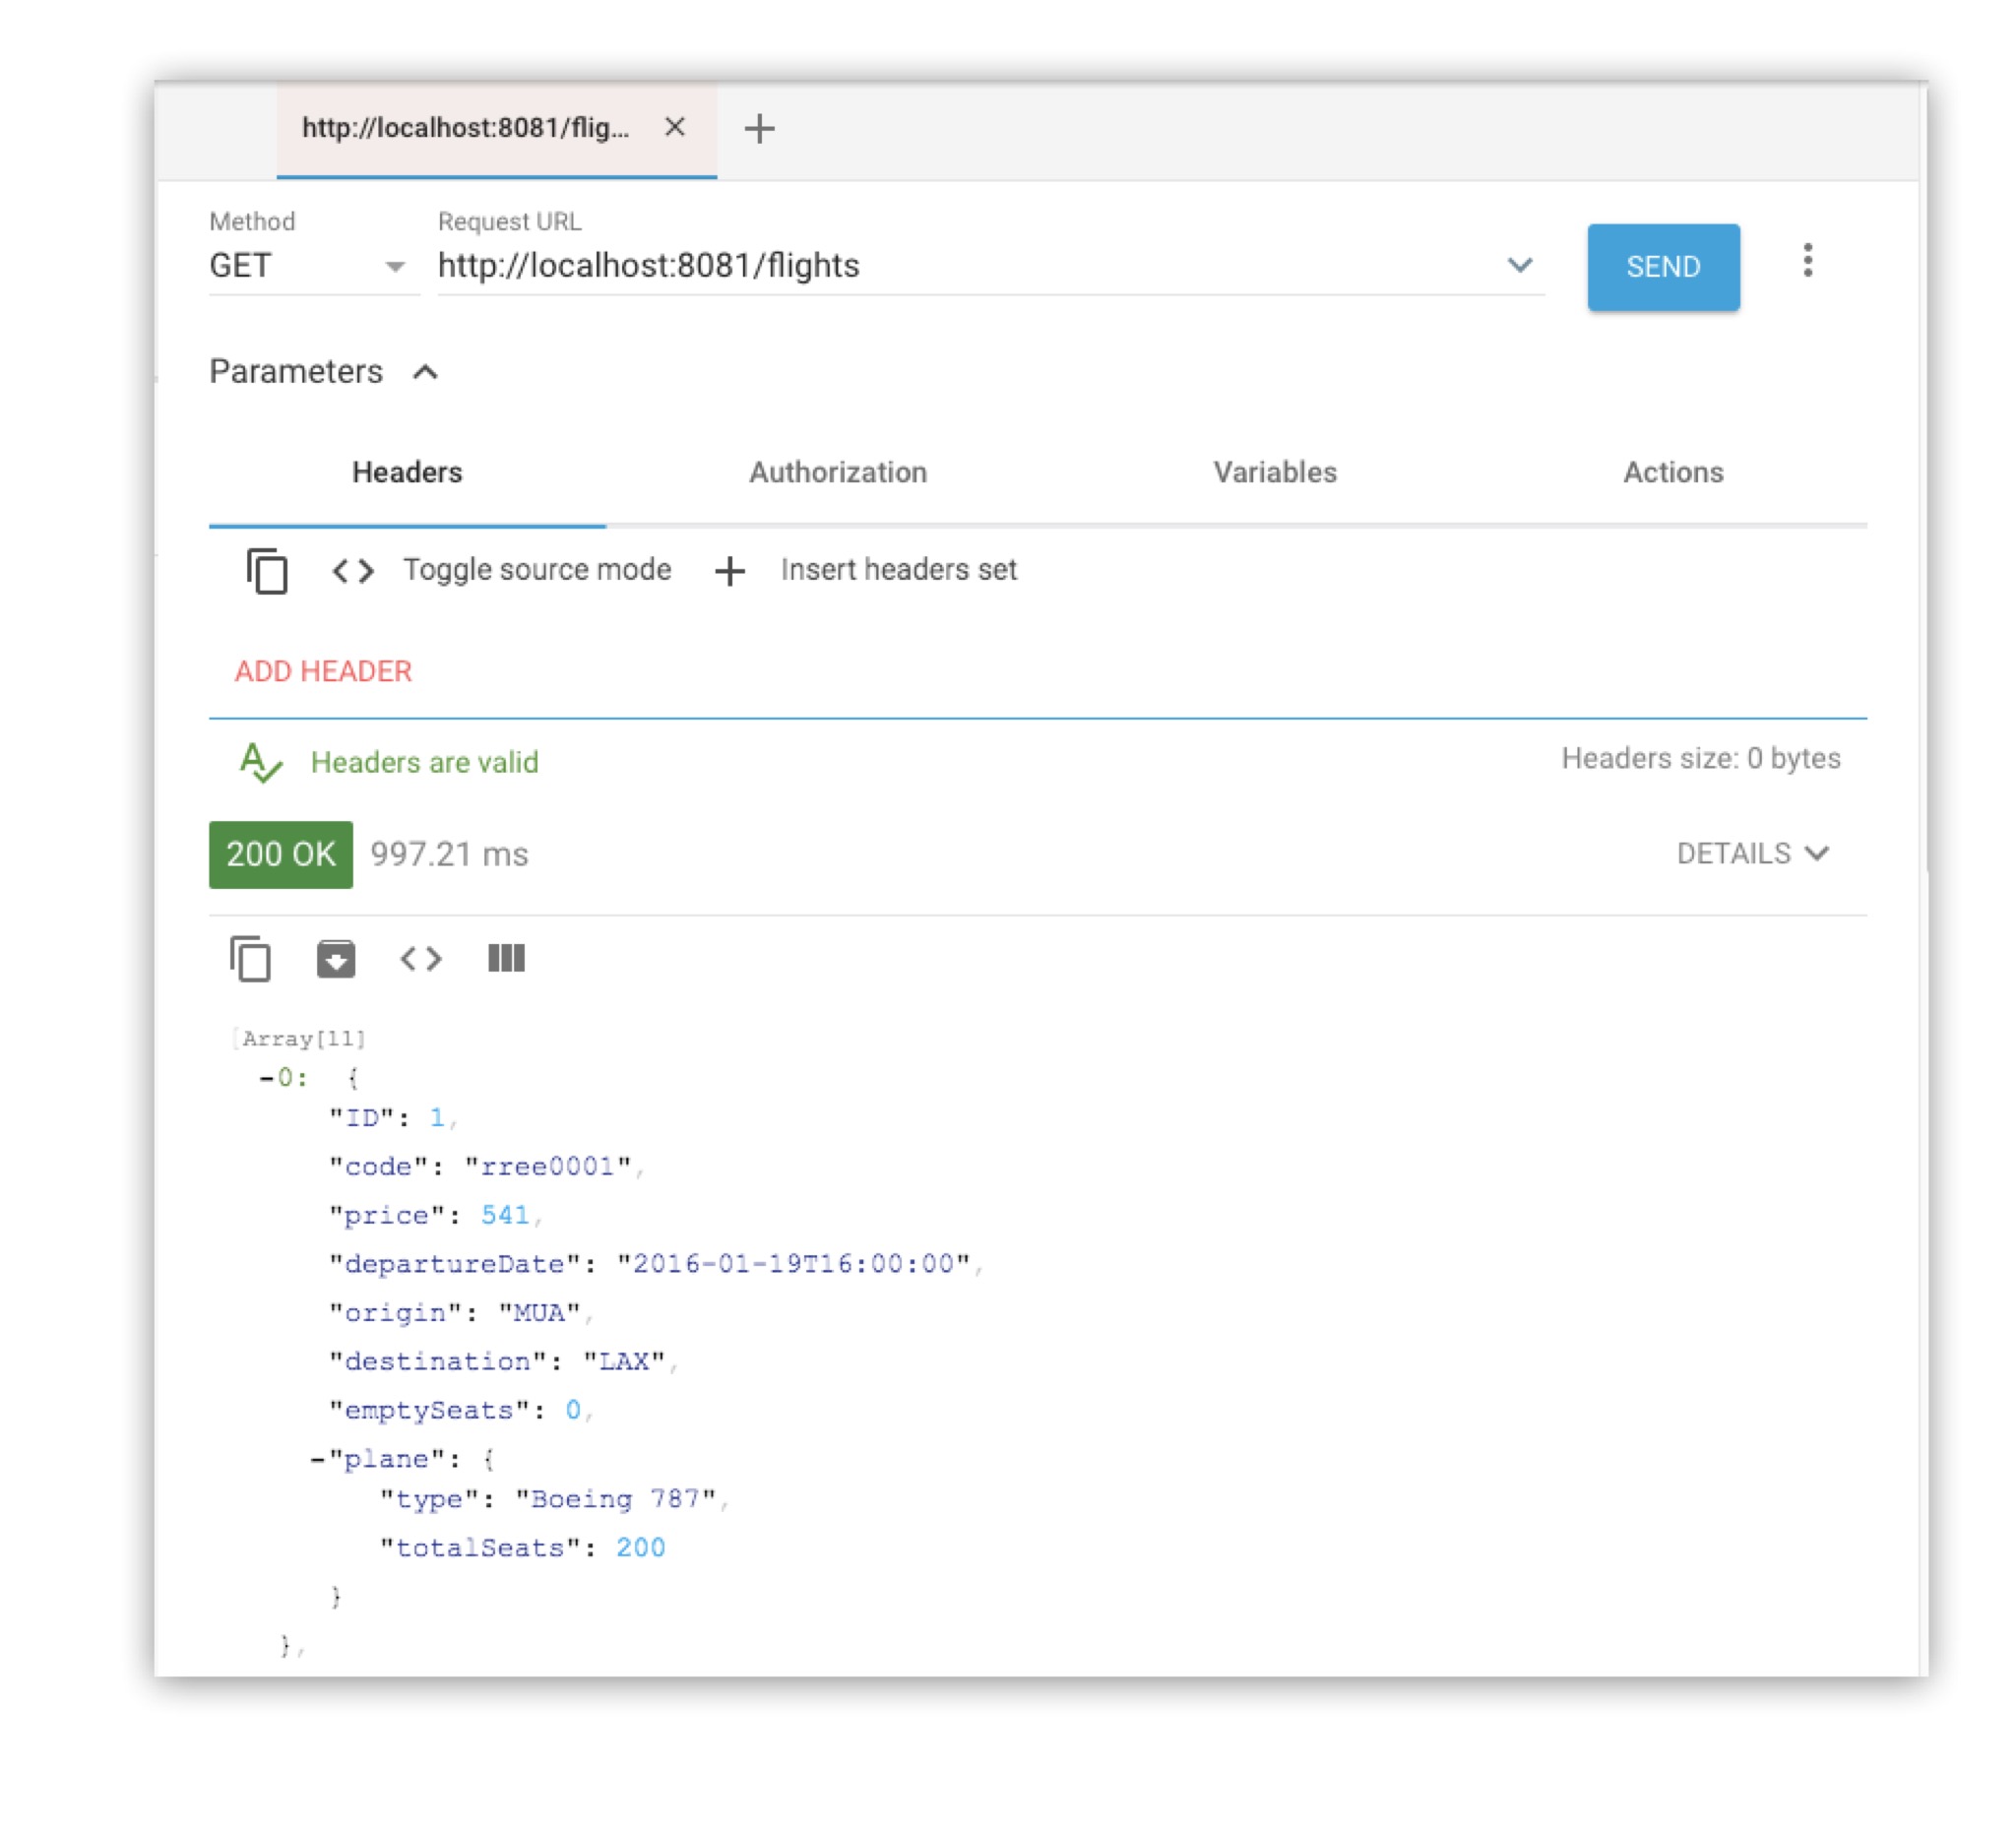 http://localhost:8081/flig...
Method
Request URL
GET
http://localhost:8081/flights
SEND
Parameters
Headers
Authorization
Variables
Actions
Toggle source mode
Insert headers set
ADD HEADER
Headers are valid
Headers size: 0 bytes
200 OK
997.21 ms
DETAILS
[Array[11]
-0: {
"ID": 1,
"code": "rree0001",
"price": 541,
"departureDate": "2016-01-19T16:00:00",
"origin": "MUA",
"destination": "LAX",
"emptySeats": 0,
-"plane": {
"type": "Boeing 787",
"totalSeats": 200
}
},